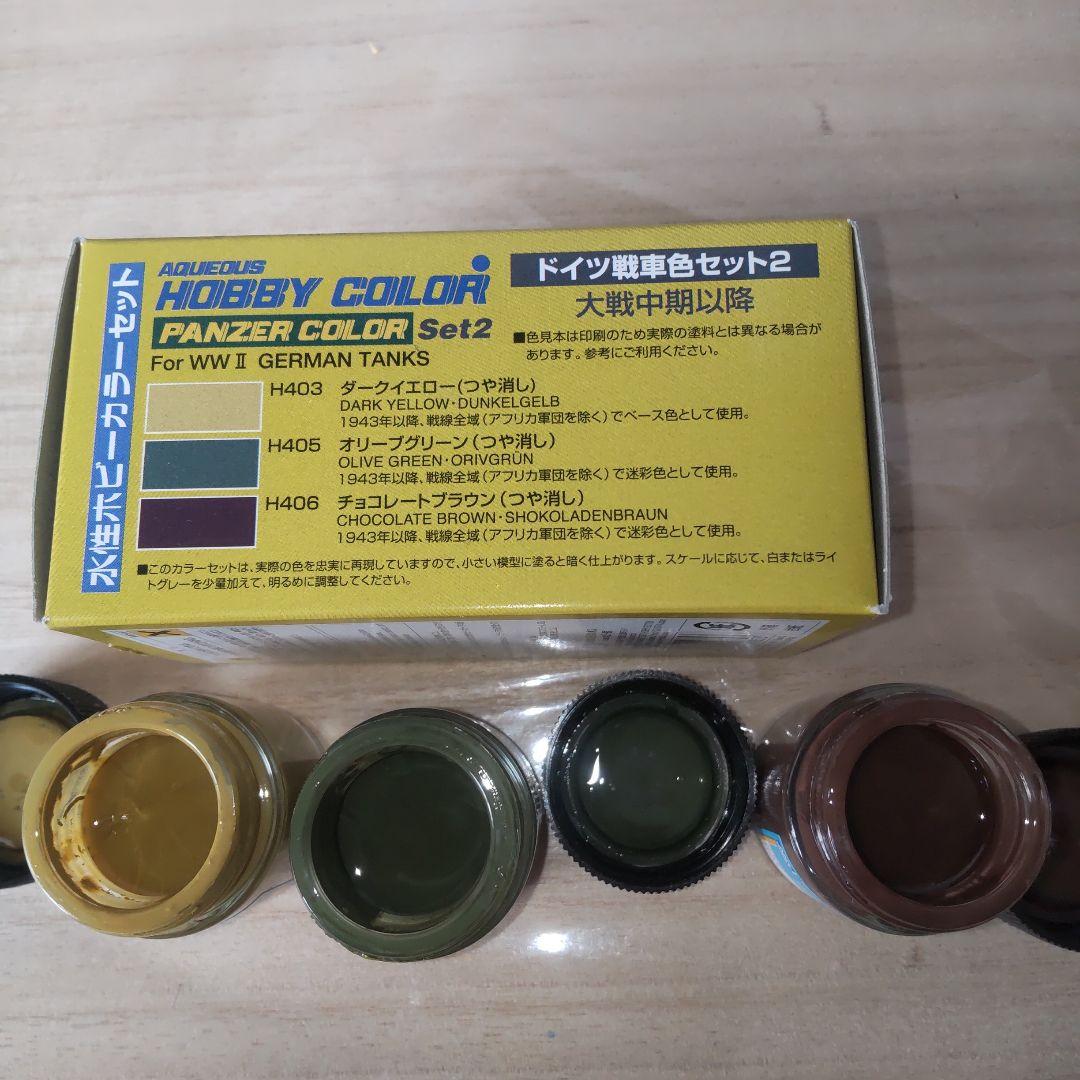 水性ホビーカラーセット
AQUEOUS
HOBBY COLOR
PANZER COLOR Set2
For WW II GERMAN TANKS
ドイツ戦車色セット2
大戦中期以降
■色見本は印刷のため実際の塗料とは異なる場合が
あります。参考にご利用ください。
H403 ダークイエロー(つや消し)
DARK YELLOW・DUNKELGELB
1943年以降、戦線全域(アフリカ軍団を除く)でベース色として使用。
H405 オリーブグリーン(つや消し)
OLIVE GREEN・ORIVGRÜN
1943年以降、戦線全域(アフリカ軍団を除く)で迷彩色として使用。
H406 チョコレートブラウン(つや消し)
CHOCOLATE BROWN・SHOKOLADENBRAUN
1943年以降、戦線全域(アフリカ軍団を除く)で迷彩色として使用。
■このカラーセットは、実際の色を忠実に再現していますので、小さい模型に塗ると暗く仕上がります。スケールに応じて、白またはライ
トグレーを少量加えて、明るめに調整してください。